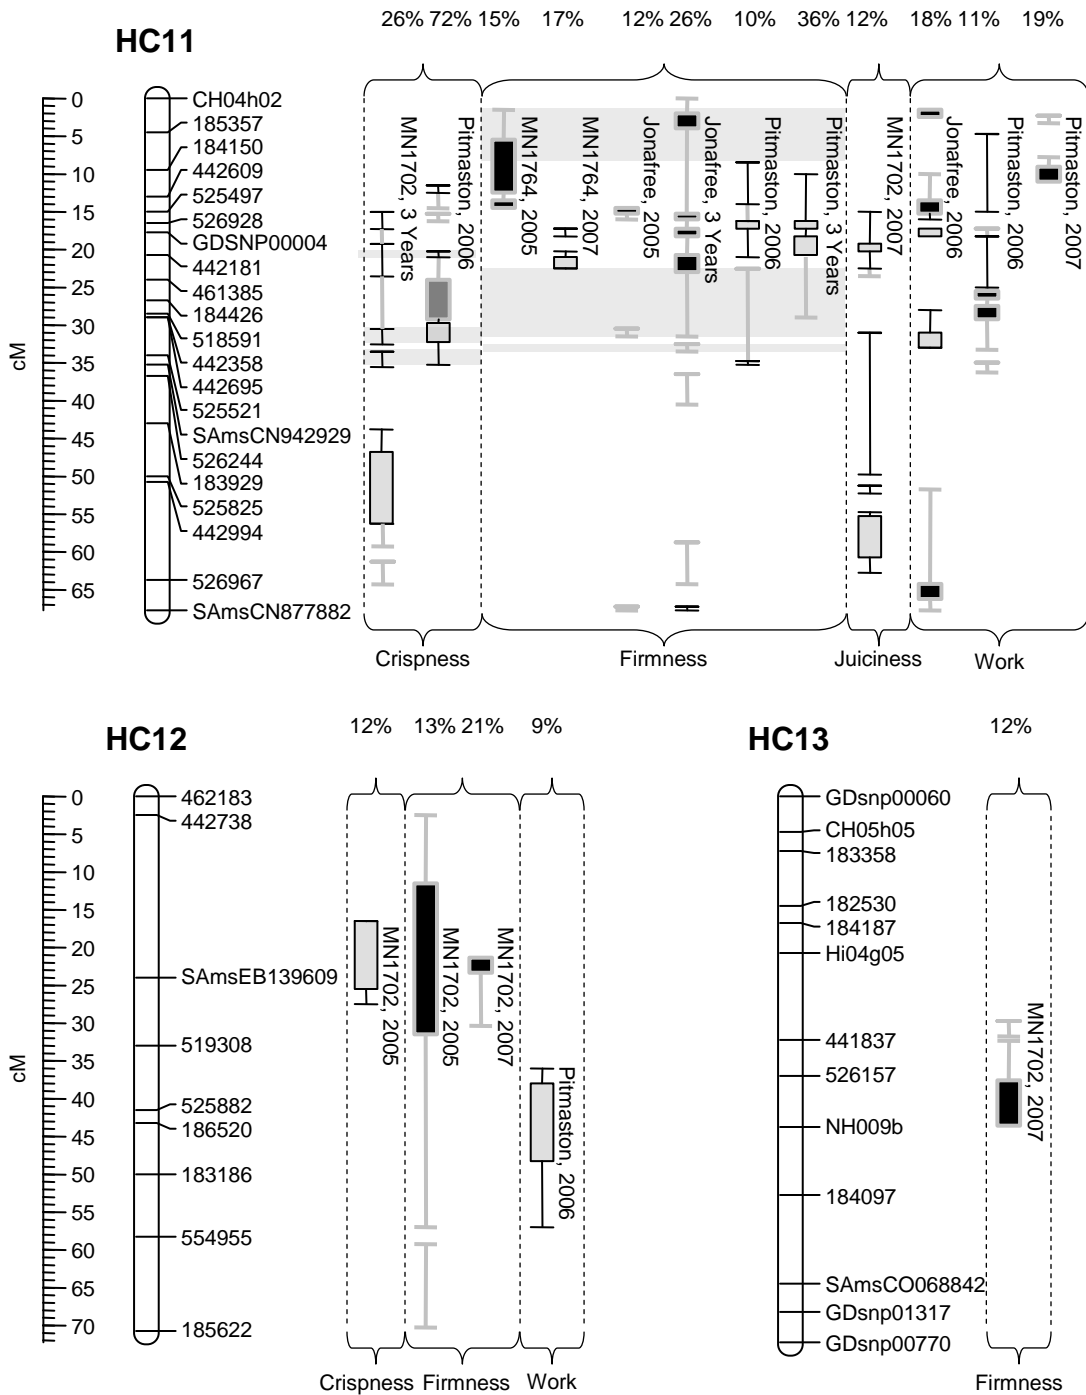 26% 72% 15% 17% 12% 26% 10% 36% 12% 18% 11% 19%
HC11
cM
0
5
10
15
20
25
30
35
40
45
50
55
60
65
CH04h02
185357
184150
442609
525497
526928
GDSNP00004
442181
461385
184426
518591
442358
442695
525521
SAmsCN942929
526244
183929
525825
442994
526967
SAmsCN877882
MN1702, 3 Years
Pitmaston, 2006
MN1764, 2005
MN1764, 2007
Jonafree, 2005
Jonafree, 3 Years
Pitmaston, 2006
Pitmaston, 3 Years
MN1702, 2007
Jonafree, 2006
Pitmaston, 2006
Pitmaston, 2007
Crispness Firmness Juiciness Work
12% 13% 21% 9%
HC12
cM
0
5
10
15
20
25
30
35
40
45
50
55
60
65
70
462183
442738
SAmsEB139609
519308
525882
186520
183186
554955
185622
MN1702, 2005
MN1702, 2005
MN1702, 2007
Pitmaston, 2006
Crispness Firmness Work
12%
HC13
GDsnp00060
CH05h05
183358
182530
184187
Hi04g05
441837
526157
NH009b
184097
SAmsCO068842
GDsnp01317
GDsnp00770
MN1702, 2007
Firmness